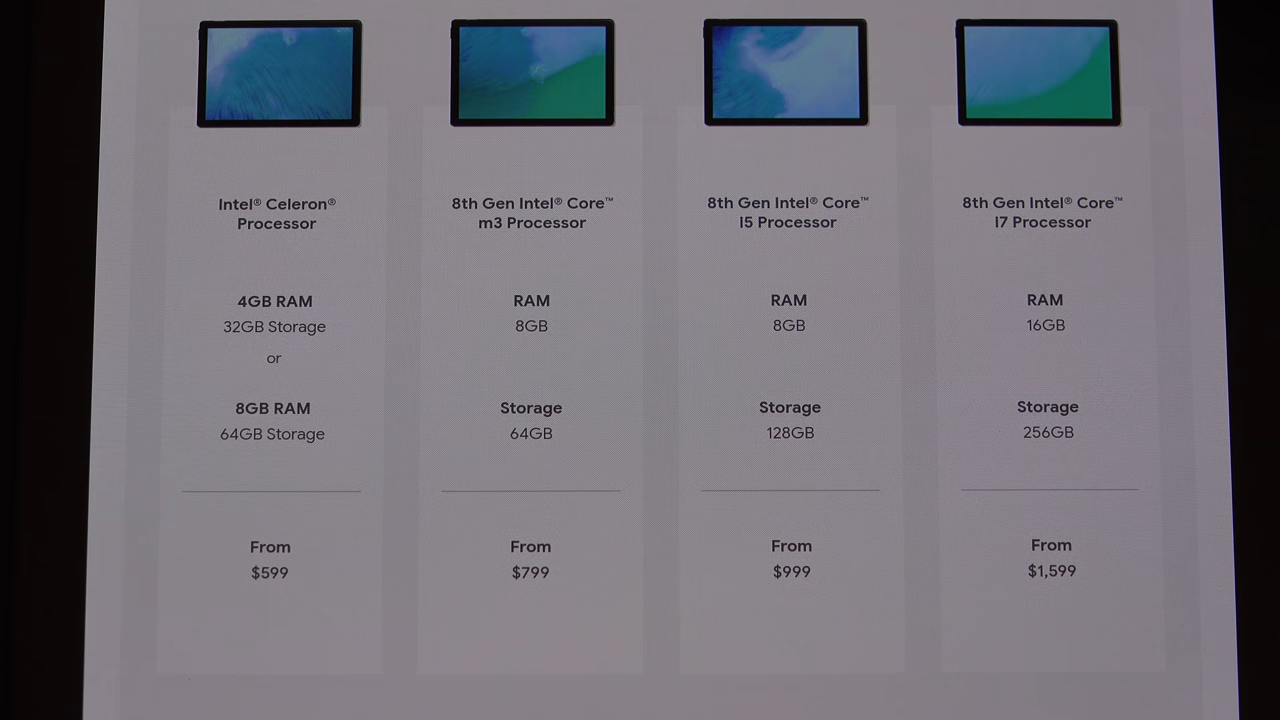 Intel® Celeron®
Processor
4GB RAM
32GB Storage
or
8GB RAM
64GB Storage
From
$599
8th Gen Intel® Core™
m3 Processor
RAM
8GB
Storage
64GB
From
$799
8th Gen Intel® Core™
i5 Processor
RAM
8GB
Storage
128GB
From
$999
8th Gen Intel® Core™
i7 Processor
RAM
16GB
Storage
256GB
From
$1,599